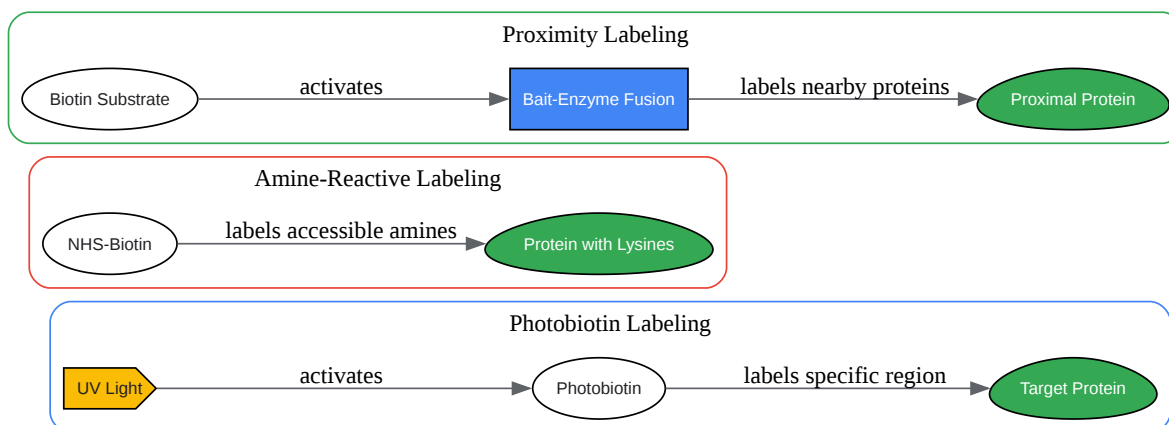 Proximity Labeling
Biotin Substrate
activates
Bait-Enzyme Fusion
labels nearby proteins
Proximal Protein
Amine-Reactive Labeling
NHS-Biotin
labels accessible amines
Protein with Lysines
Photobiotin Labeling
UV Light
activates
Photobiotin
labels specific region
Target Protein